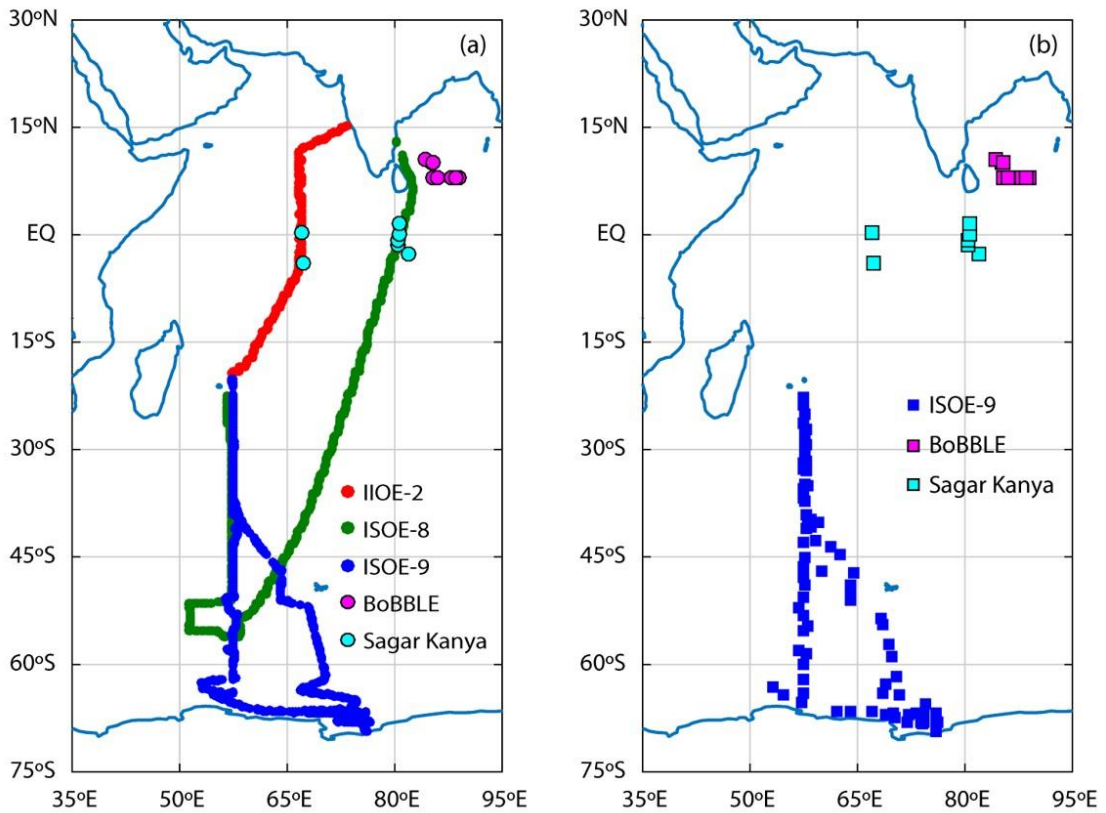 (a)
30ºN
15ºN
EQ
15ºS
30ºS
45ºS
60ºS
75ºS
35ºE 50ºE 65ºE 80ºE 95ºE
IIOE-2
ISOE-8
ISOE-9
BoBBLE
Sagar Kanya
(b)
30ºN
15ºN
EQ
15ºS
30ºS
45ºS
60ºS
75ºS
35ºE 50ºE 65ºE 80ºE 95ºE
ISOE-9
BoBBLE
Sagar Kanya